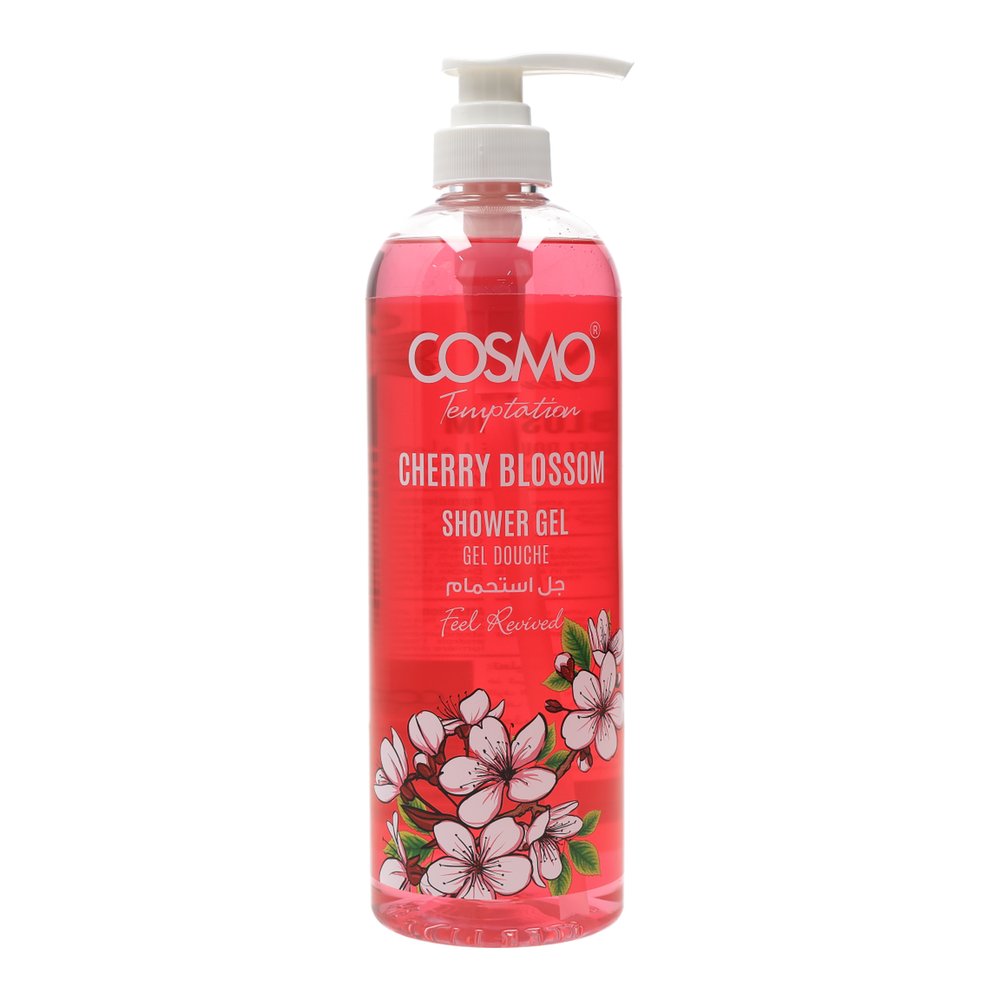 COSMO®
Temptation
CHERRY BLOSSOM
SHOWER GEL
GEL DOUCHE
جل استحمام
Feel Revived